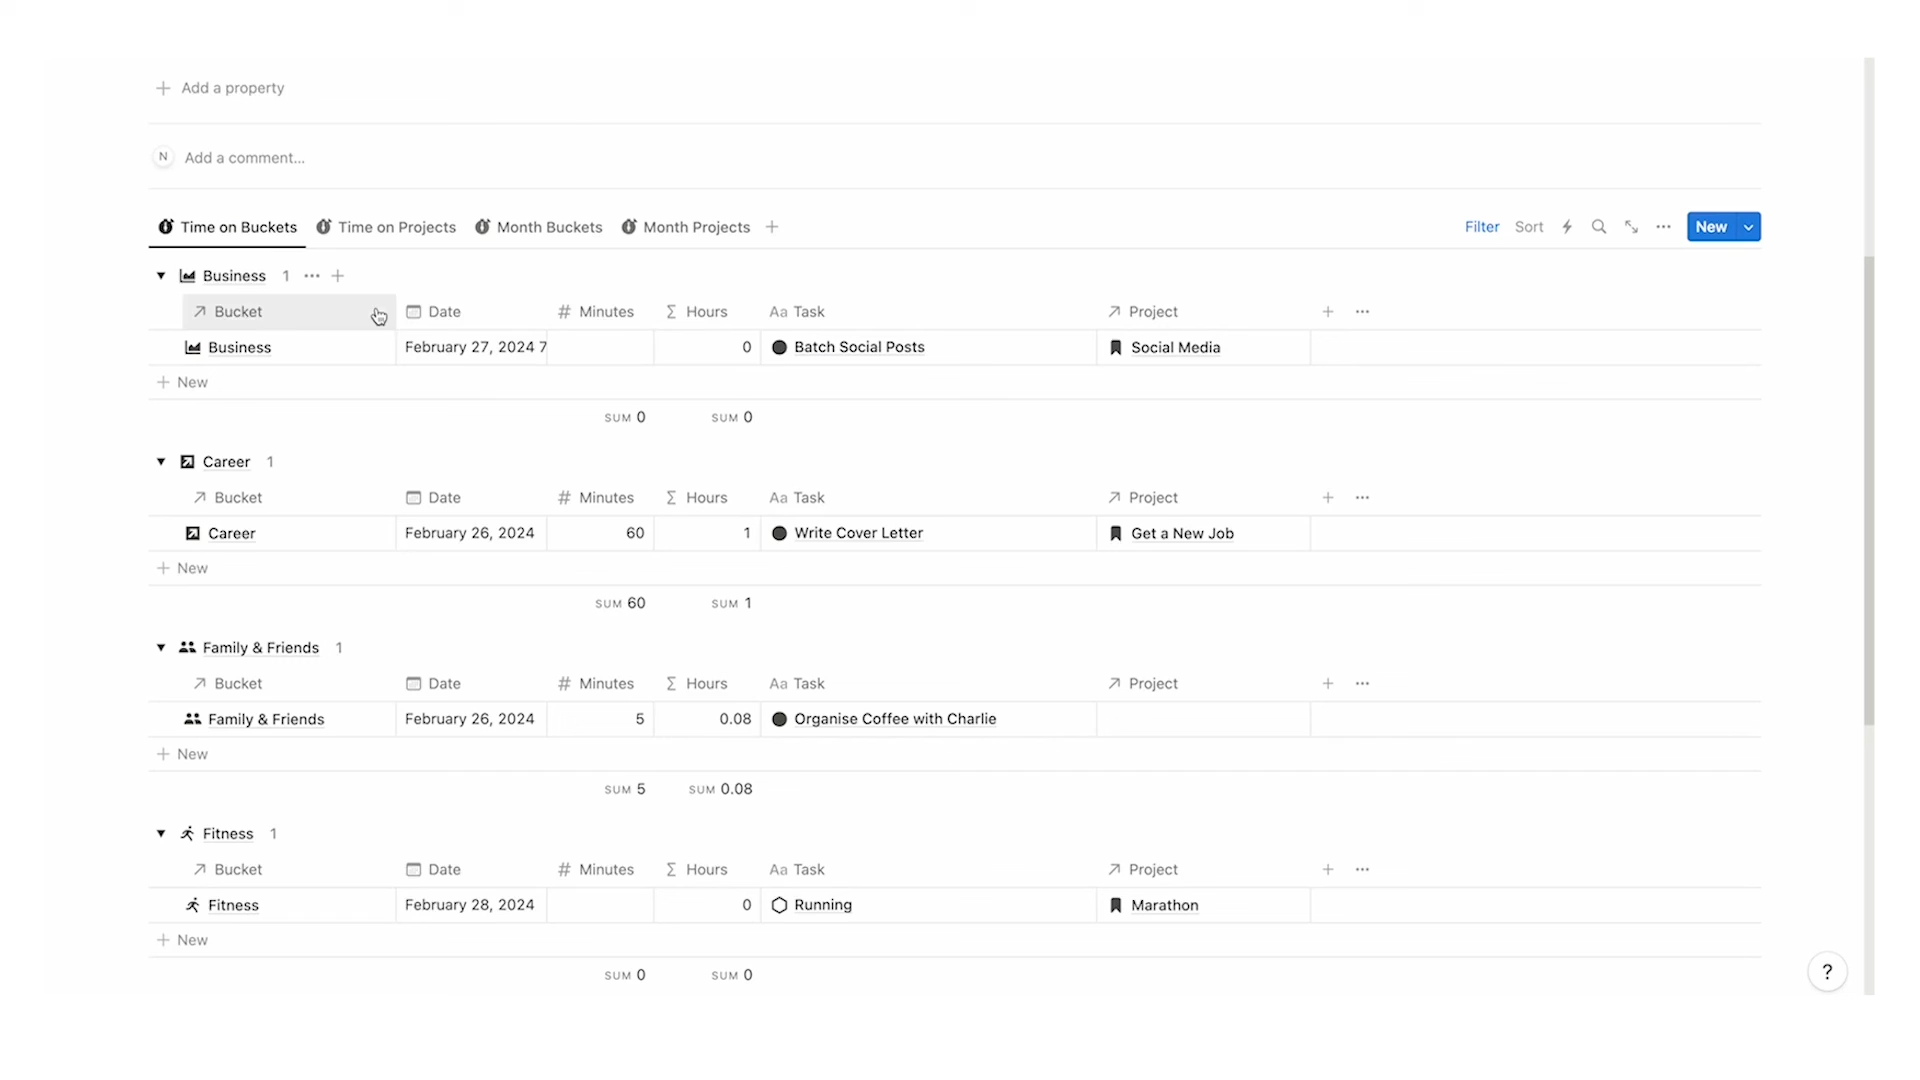 + Add a property
N Add a comment...
Time on Buckets Time on Projects Month Buckets Month Projects + Filter Sort ... New
Business 1 ... +
Bucket Date # Minutes Σ Hours Aa Task Project + ...
Business February 27, 2024 7 0 Batch Social Posts Social Media
+ New
SUM 0 SUM 0
Career 1
Bucket Date # Minutes Σ Hours Aa Task Project + ...
Career February 26, 2024 60 1 Write Cover Letter Get a New Job
+ New
SUM 60 SUM 1
Family & Friends 1
Bucket Date # Minutes Σ Hours Aa Task Project + ...
Family & Friends February 26, 2024 5 0.08 Organise Coffee with Charlie
+ New
SUM 5 SUM 0.08
Fitness 1
Bucket Date # Minutes Σ Hours Aa Task Project + ...
Fitness February 28, 2024 0 Running Marathon
+ New
SUM 0 SUM 0
?